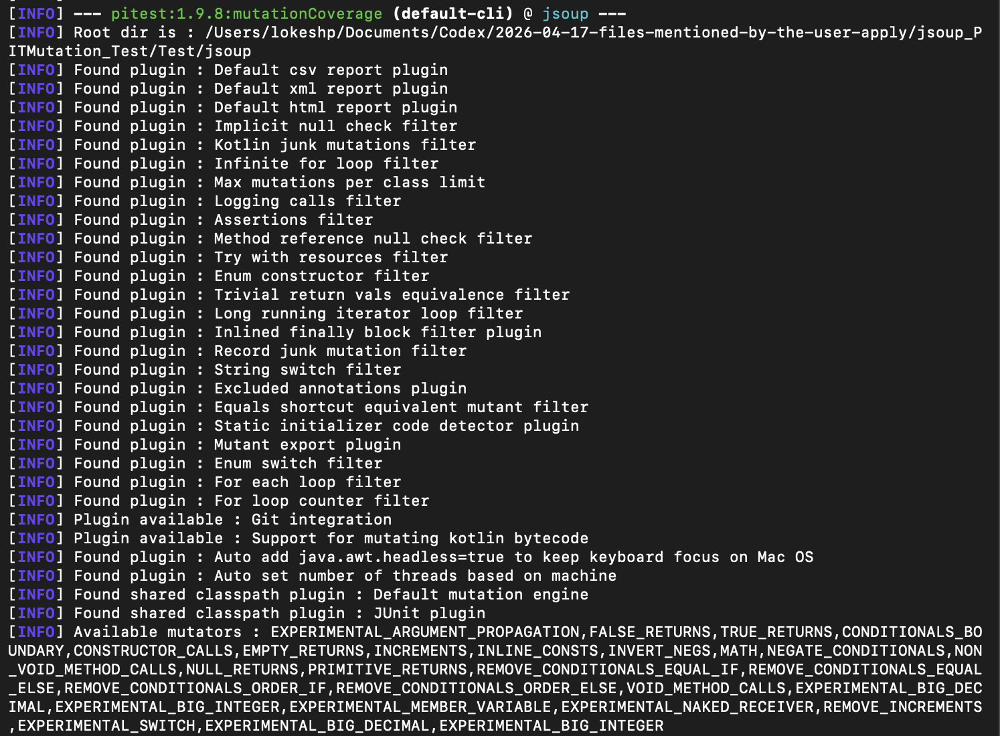 [INFO] --- pitest:1.9.8:mutationCoverage (default-cli) @ jsoup ---
[INFO] Root dir is : /Users/lokeshp/Documents/Codex/2026-04-17-files-mentioned-by-the-user-apply/jsoup_P
ITMutation_Test/Test/jsoup
[INFO] Found plugin : Default csv report plugin
[INFO] Found plugin : Default xml report plugin
[INFO] Found plugin : Default html report plugin
[INFO] Found plugin : Implicit null check filter
[INFO] Found plugin : Kotlin junk mutations filter
[INFO] Found plugin : Infinite for loop filter
[INFO] Found plugin : Max mutations per class limit
[INFO] Found plugin : Logging calls filter
[INFO] Found plugin : Assertions filter
[INFO] Found plugin : Method reference null check filter
[INFO] Found plugin : Try with resources filter
[INFO] Found plugin : Enum constructor filter
[INFO] Found plugin : Trivial return vals equivalence filter
[INFO] Found plugin : Long running iterator loop filter
[INFO] Found plugin : Inlined finally block filter plugin
[INFO] Found plugin : Record junk mutation filter
[INFO] Found plugin : String switch filter
[INFO] Found plugin : Excluded annotations plugin
[INFO] Found plugin : Equals shortcut equivalent mutant filter
[INFO] Found plugin : Static initializer code detector plugin
[INFO] Found plugin : Mutant export plugin
[INFO] Found plugin : Enum switch filter
[INFO] Found plugin : For each loop filter
[INFO] Found plugin : For loop counter filter
[INFO] Plugin available : Git integration
[INFO] Plugin available : Support for mutating kotlin bytecode
[INFO] Found plugin : Auto add java.awt.headless=true to keep keyboard focus on Mac OS
[INFO] Found plugin : Auto set number of threads based on machine
[INFO] Found shared classpath plugin : Default mutation engine
[INFO] Found shared classpath plugin : JUnit plugin
[INFO] Available mutators : EXPERIMENTAL_ARGUMENT_PROPAGATION,FALSE_RETURNS,TRUE_RETURNS,CONDITIONALS_BO
UNDARY,CONSTRUCTOR_CALLS,EMPTY_RETURNS,INCREMENTS,INLINE_CONSTS,INVERT_NEGS,MATH,NEGATE_CONDITIONALS,NON
_VOID_METHOD_CALLS,NULL_RETURNS,PRIMITIVE_RETURNS,REMOVE_CONDITIONALS_EQUAL_IF,REMOVE_CONDITIONALS_EQUAL
_ELSE,REMOVE_CONDITIONALS_ORDER_IF,REMOVE_CONDITIONALS_ORDER_ELSE,VOID_METHOD_CALLS,EXPERIMENTAL_BIG_DEC
IMAL,EXPERIMENTAL_BIG_INTEGER,EXPERIMENTAL_MEMBER_VARIABLE,EXPERIMENTAL_NAKED_RECEIVER,REMOVE_INCREMENTS
,EXPERIMENTAL_SWITCH,EXPERIMENTAL_BIG_DECIMAL,EXPERIMENTAL_BIG_INTEGER